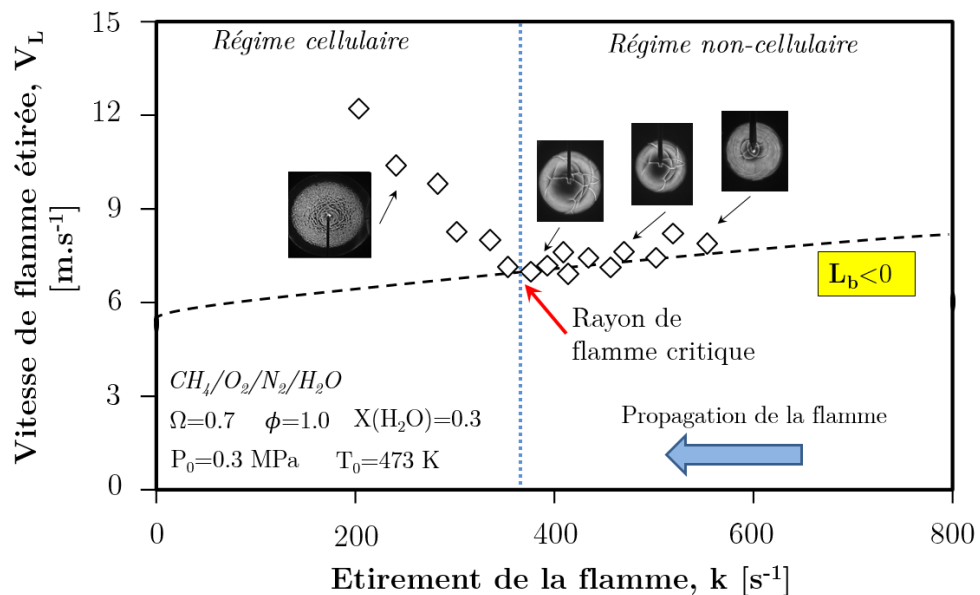 Régime cellulaire
Régime non-cellulaire
Vitesse de flamme étirée, V_L
[m.s⁻¹]
15
12
9
6
3
0
L_b<0
Rayon de
flamme critique
CH₄/O₂/N₂/H₂O
Ω=0.7 ϕ=1.0 X(H₂O)=0.3
P₀=0.3 MPa T₀=473 K
Propagation de la flamme
0 200 400 600 800
Etirement de la flamme, k [s⁻¹]